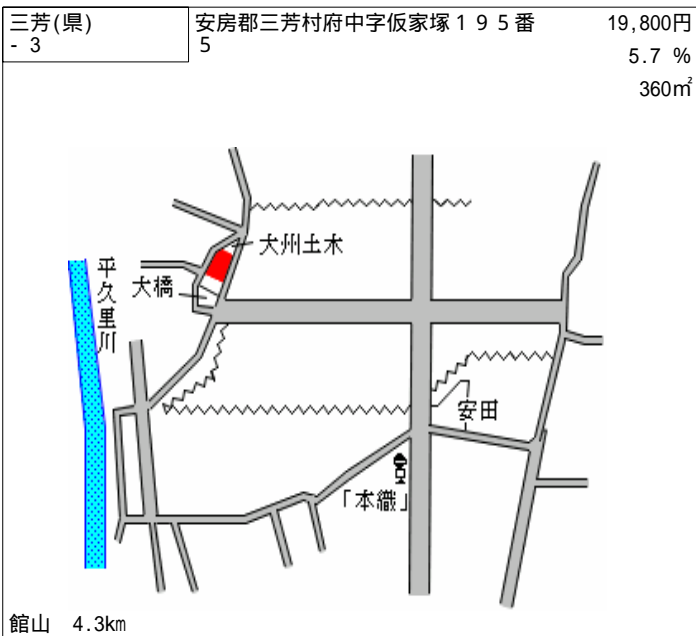 三芳(県)
- 3
安房郡三芳村府中字仮家塚１９５番
5
19,800円
5.7 %
360㎡
大州土木
平久里川
大橋
安田
「本織」
館山 4.3km